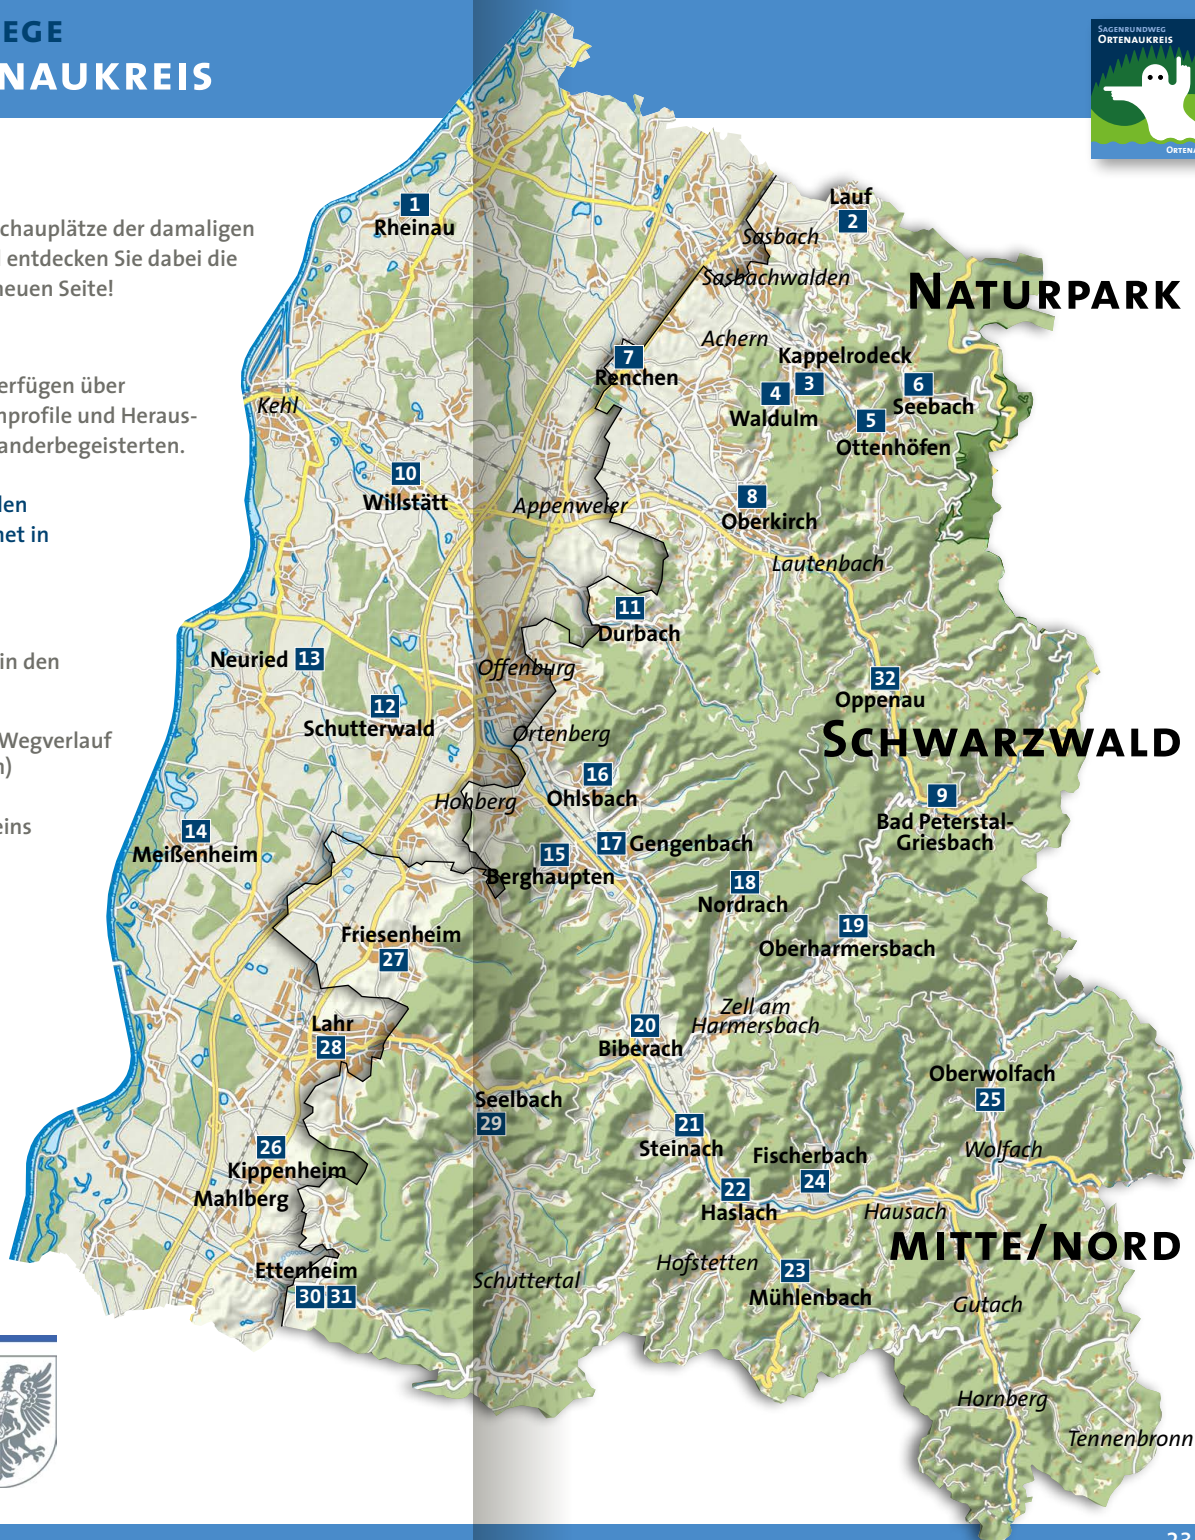 EGE
NAUKREIS
SAGENRUNDWEG
ORTENAUKREIS
chauplätze der damaligen
entdecken Sie dabei die
neuen Seite!
erfügen über
nprofile und Heraus-
anderbegeisterten.
den
net in
in den
Wegverlauf
n)
eins
1
Rheinau
Lauf
2
Sasbach
Sasbachwalden
NATURPARK
Achern
7
Renchen
Kappelrodeck
3
4
Waldulm
6
Seebach
5
Ottenhöfen
Kehl
10
Willstätt
Appenweier
8
Oberkirch
Lautenbach
11
Durbach
Neuried 13
Offenburg
32
Oppenau
12
Schutterwald
Ortenberg
SCHWARZWALD
16
Ohlsbach
Hohberg
9
Bad Peterstal-
Griesbach
14
Meißenheim
17 Gengenbach
15
Berghaupten
18
Nordrach
19
Oberharmersbach
Friesenheim
27
Zell am
Harmersbach
Lahr
28
20
Biberach
Oberwolfach
25
Seelbach
29
21
Steinach
Fischerbach
24
Wolfach
26
Kippenheim
Mahlberg
22
Haslach
Hausach
MITTE/NORD
Hofstetten
23
Mühlenbach
Ettenheim
30 31
Schuttertal
Gutach
Hornberg
Tennenbronn